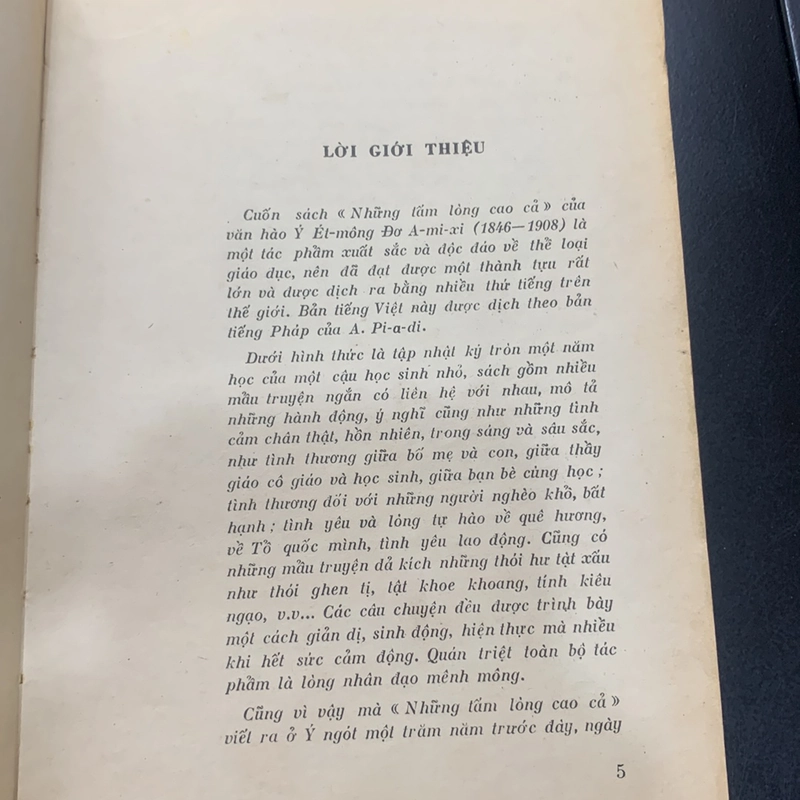 LỜI GIỚI THIỆU
Cuốn sách « Những tấm lòng cao cả » của
văn hào Ý Ét-mông Đơ A-mi-xi (1846—1908) là
một tác phẩm xuất sắc và độc đáo về thể loại
giáo dục, nên đã đạt được một thành tựu rất
lớn và được dịch ra bằng nhiều thứ tiếng trên
thế giới. Bản tiếng Việt này được dịch theo bản
tiếng Pháp của A. Pi-a-di.
Dưới hình thức là tập nhật ký tròn một năm
học của một cậu học sinh nhỏ, sách gồm nhiều
mẩu truyện ngắn có liên hệ với nhau, mô tả
những hành động, ý nghĩ cũng như những tình
cảm chân thật, hồn nhiên, trong sáng và sâu sắc,
như tình thương giữa bố mẹ và con, giữa thầy
giáo cô giáo và học sinh, giữa bạn bè cùng học ;
tình thương đối với những người nghèo khổ, bất
hạnh ; tình yêu và lòng tự hào về quê hương,
về Tổ quốc mình, tình yêu lao động. Cũng có
những mẩu truyện đả kích những thói hư tật xấu
như thói ghen tị, tật khoe khoang, tính kiêu
ngạo, v.v... Các câu chuyện đều được trình bày
một cách giản dị, sinh động, hiện thực mà nhiều
khi hết sức cảm động. Quán triệt toàn bộ tác
phẩm là lòng nhân đạo mênh mông.
Cũng vì vậy mà « Những tấm lòng cao cả »
viết ra ở Ý ngót một trăm năm trước đây, ngày
5